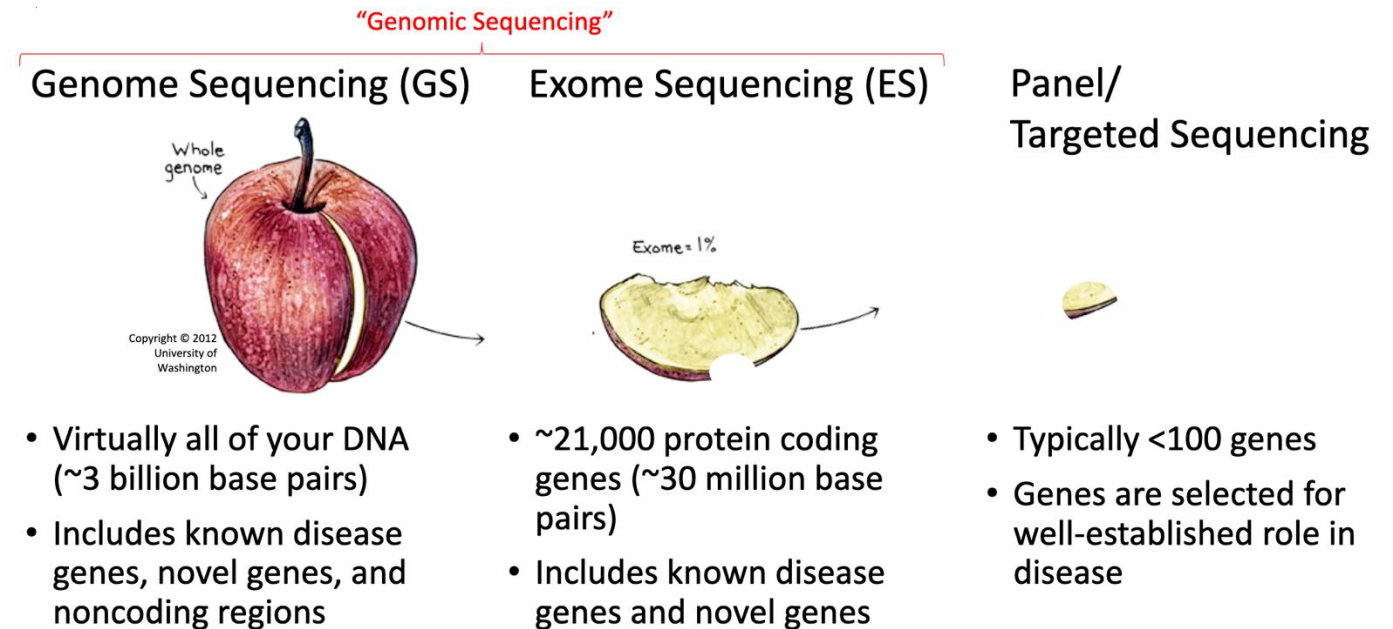 “Genomic Sequencing”
Genome Sequencing (GS)
Whole
genome
Copyright © 2012
University of
Washington
• Virtually all of your DNA
(~3 billion base pairs)
• Includes known disease
genes, novel genes, and
noncoding regions
Exome Sequencing (ES)
Exome = 1%
• ~21,000 protein coding
genes (~30 million base
pairs)
• Includes known disease
genes and novel genes
Panel/
Targeted Sequencing
• Typically <100 genes
• Genes are selected for
well-established role in
disease